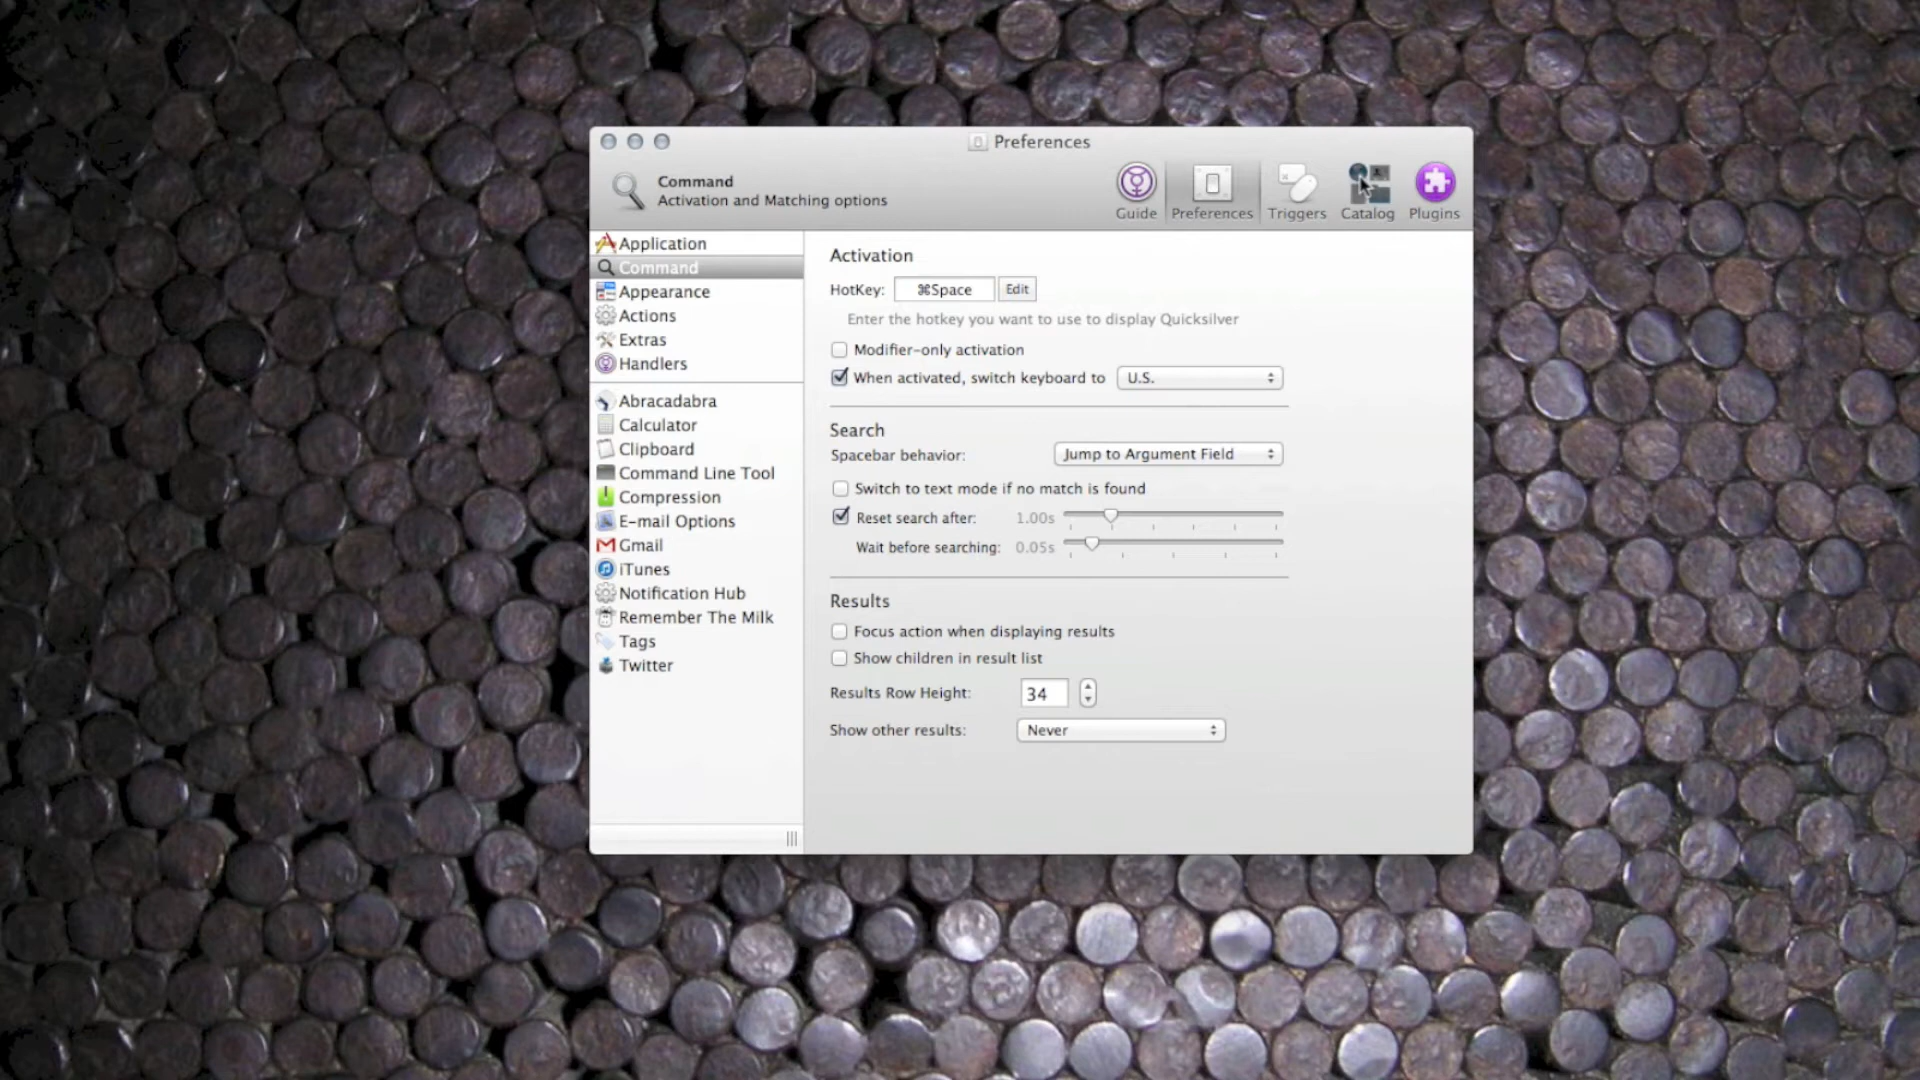 Preferences
Command
Activation and Matching options
Guide
Preferences
Triggers
Catalog
Plugins
Application
Command
Appearance
Actions
Extras
Handlers
Abracadabra
Calculator
Clipboard
Command Line Tool
Compression
E-mail Options
Gmail
iTunes
Notification Hub
Remember The Milk
Tags
Twitter
Activation
HotKey: ⌘Space Edit
Enter the hotkey you want to use to display Quicksilver
Modifier-only activation
When activated, switch keyboard to U.S.
Search
Spacebar behavior: Jump to Argument Field
Switch to text mode if no match is found
Reset search after: 1.00s
Wait before searching: 0.05s
Results
Focus action when displaying results
Show children in result list
Results Row Height: 34
Show other results: Never